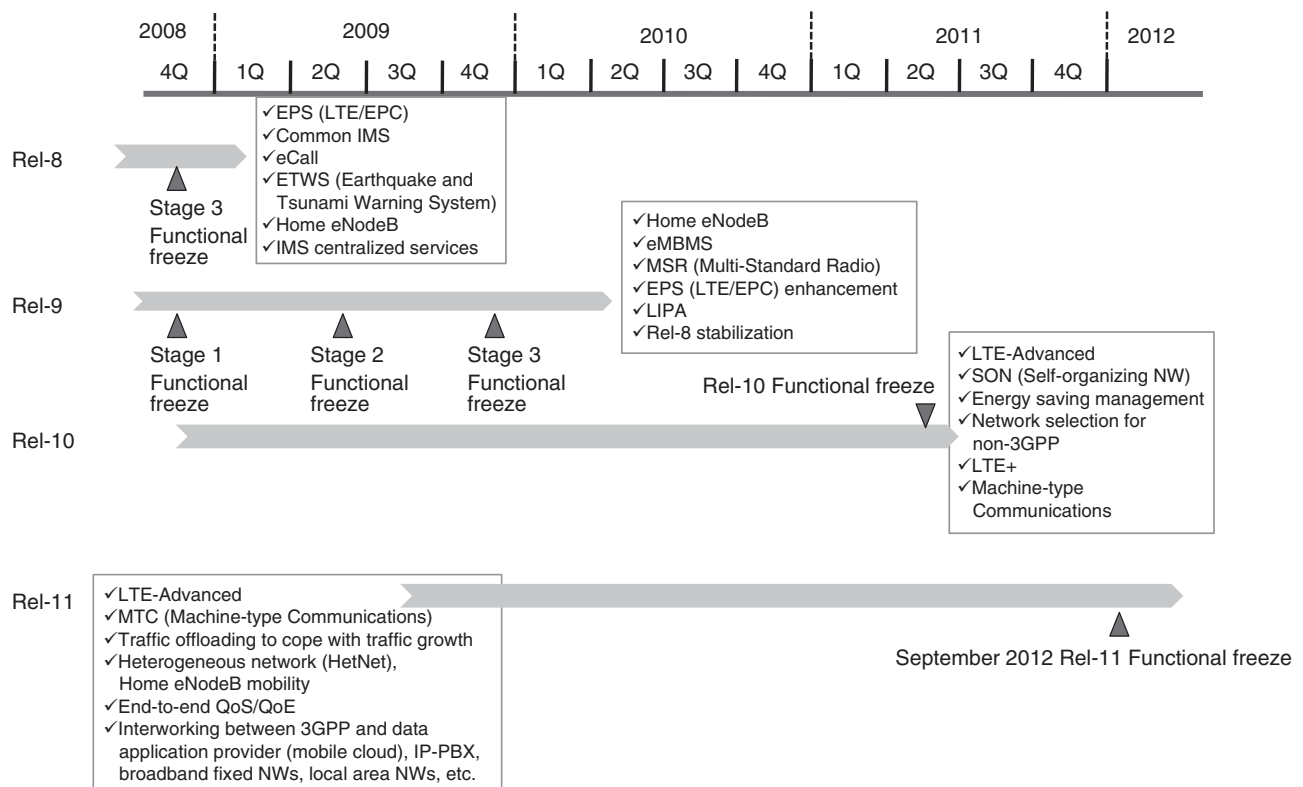 2008 2009 2010 2011 2012
4Q 1Q 2Q 3Q 4Q 1Q 2Q 3Q 4Q 1Q 2Q 3Q 4Q
Rel-8
Stage 3
Functional
freeze
✓EPS (LTE/EPC)
✓Common IMS
✓eCall
✓ETWS (Earthquake and
Tsunami Warning System)
✓Home eNodeB
✓IMS centralized services
Rel-9
Stage 1
Functional
freeze
Stage 2
Functional
freeze
Stage 3
Functional
freeze
✓Home eNodeB
✓eMBMS
✓MSR (Multi-Standard Radio)
✓EPS (LTE/EPC) enhancement
✓LIPA
✓Rel-8 stabilization
Rel-10 Functional freeze
Rel-10
✓LTE-Advanced
✓SON (Self-organizing NW)
✓Energy saving management
✓Network selection for
non-3GPP
✓LTE+
✓Machine-type
Communications
Rel-11
✓LTE-Advanced
✓MTC (Machine-type Communications)
✓Traffic offloading to cope with traffic growth
✓Heterogeneous network (HetNet),
Home eNodeB mobility
✓End-to-end QoS/QoE
✓Interworking between 3GPP and data
application provider (mobile cloud), IP-PBX,
broadband fixed NWs, local area NWs, etc.
September 2012 Rel-11 Functional freeze